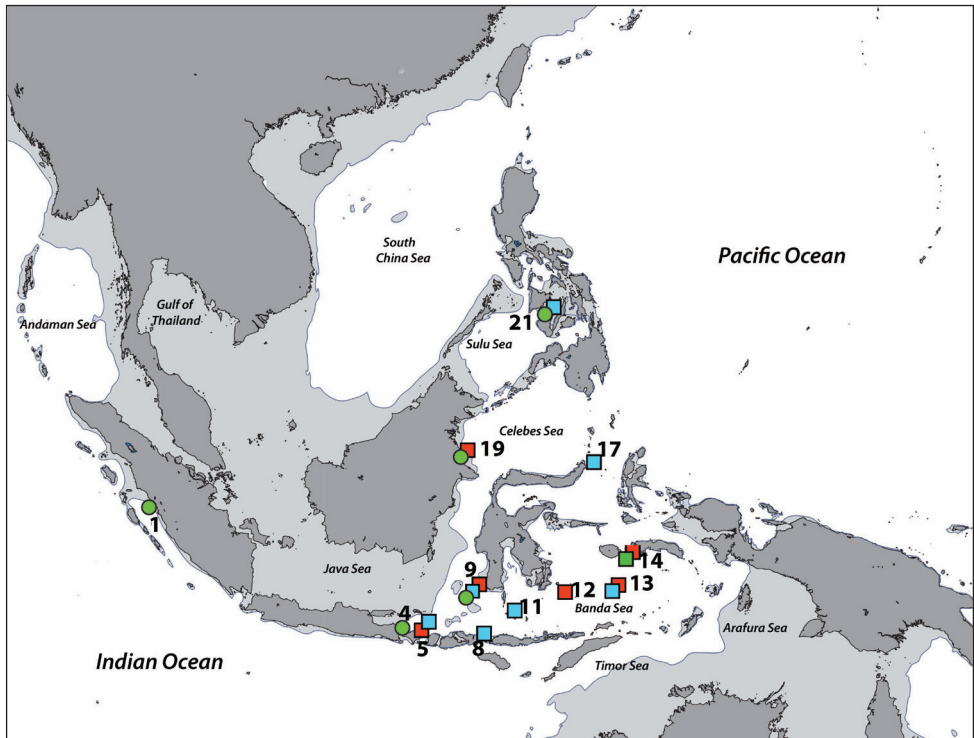 South
China Sea
Pacific Ocean
Gulf of
Thailand
Andaman Sea
21
Sulu Sea
Celebes Sea
19
17
1
Java Sea
9
14
12
13
11
Banda Sea
4
5
8
Arafura Sea
Indian Ocean
Timor Sea